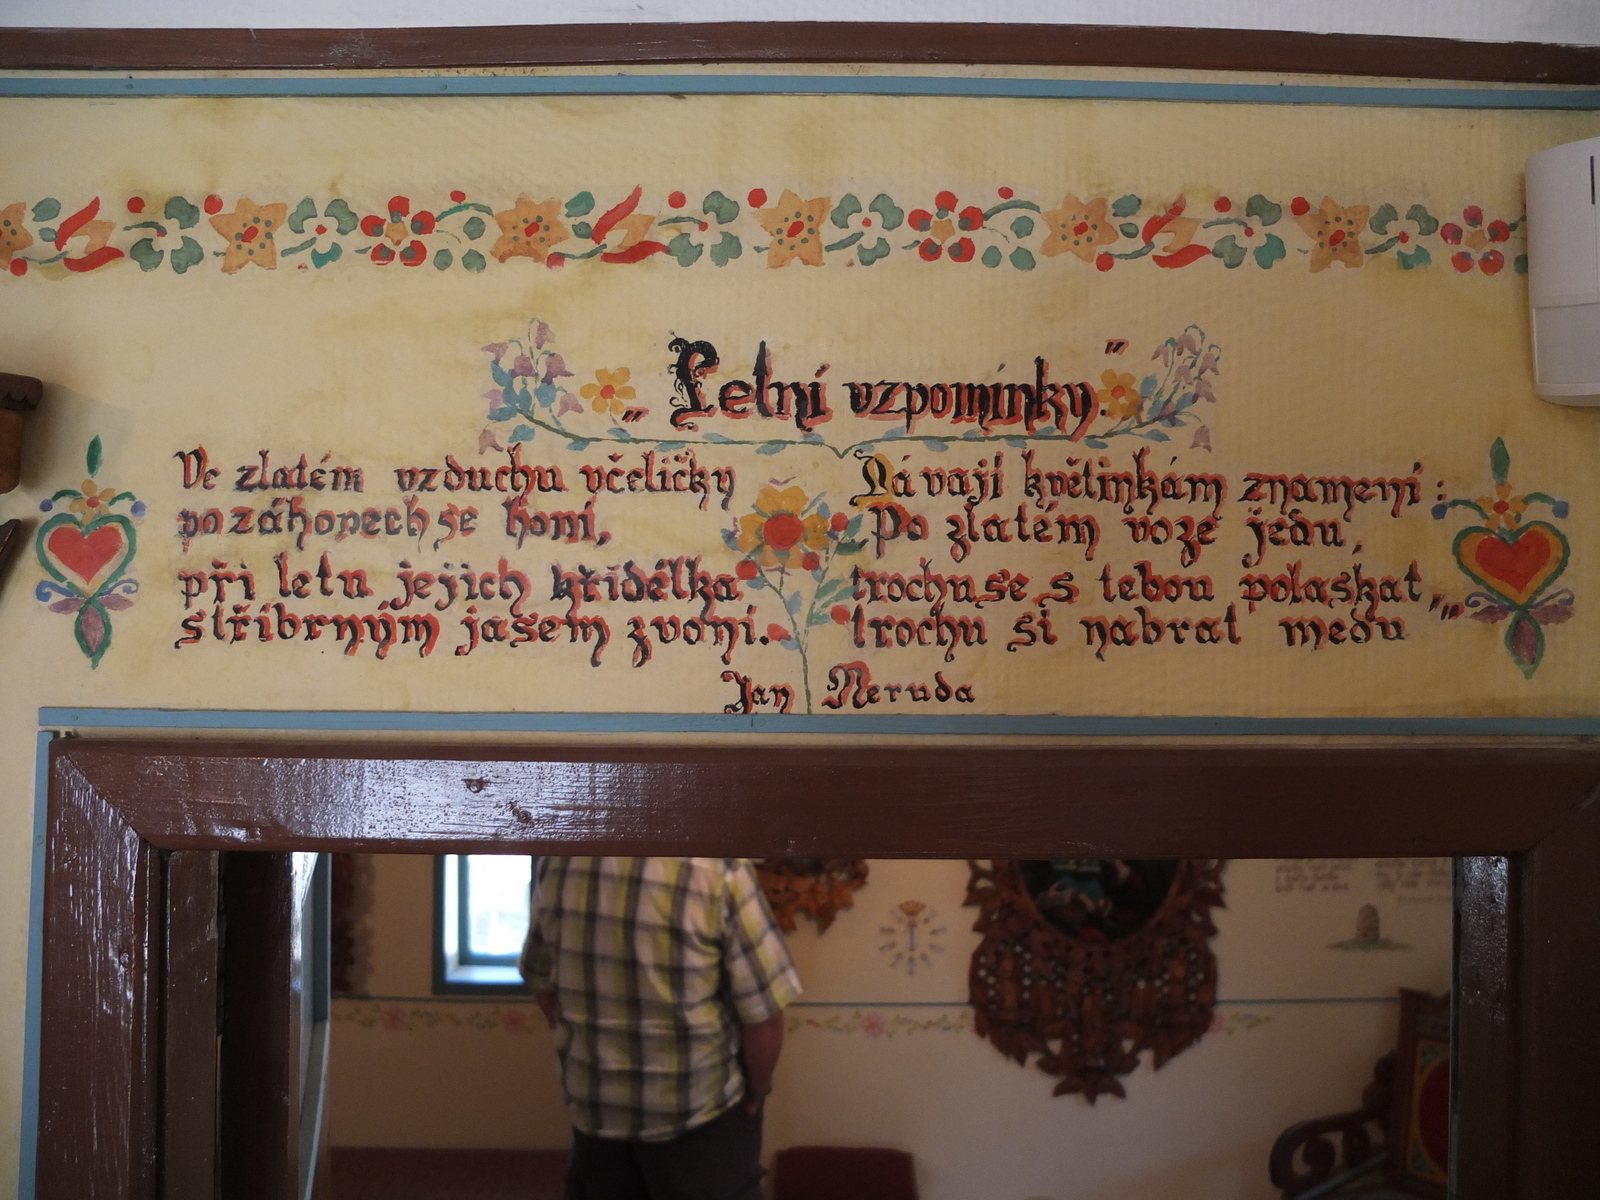 „Letní vzpomínky."
Ve zlatém vzduchu včeličky
po záhonech se honí,
při letu jejich křidélka
stříbrným jasem zvoní.
Dávají květinkám znamení:
Po zlatém voze jedu,
trochu se s tebou polaskat,„
trochu si nabrat medu
Jan Neruda